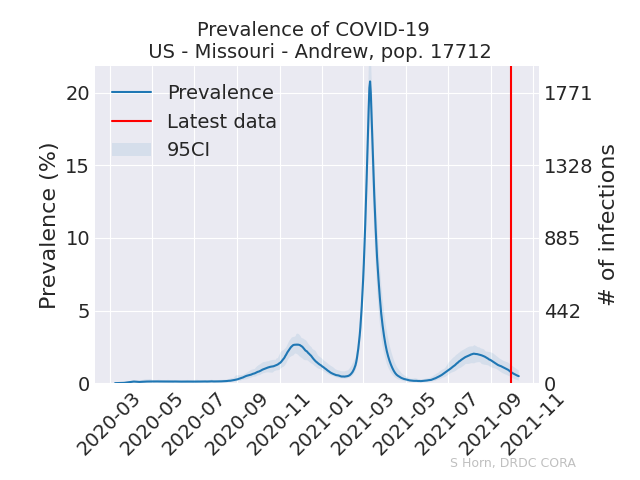 Prevalence of COVID-19
US - Missouri - Andrew, pop. 17712
Prevalence
Latest data
95CI
Prevalence (%)
20
15
10
5
0
1771
1328
885
442
0
# of infections
2020-03
2020-05
2020-07
2020-09
2020-11
2021-01
2021-03
2021-05
2021-07
2021-09
2021-11
S Horn, DRDC CORA